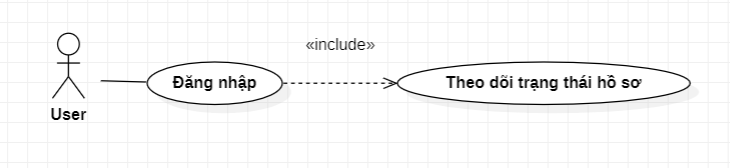 «include»
Đăng nhập
Theo dõi trạng thái hồ sơ
User